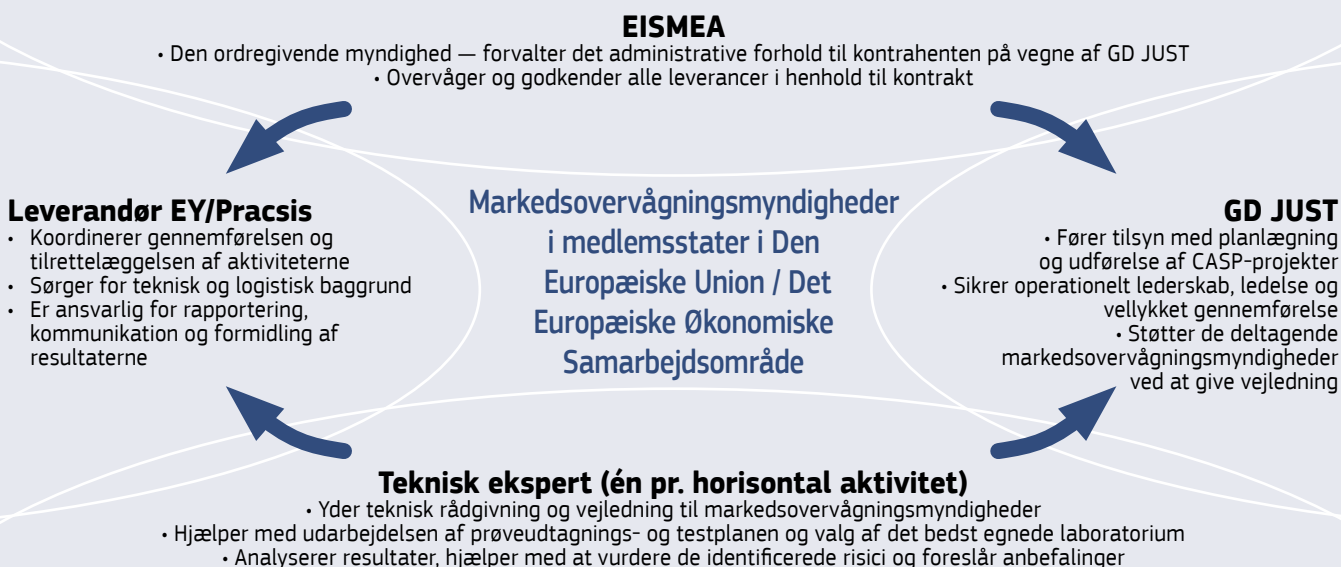 EISMEA
• Den ordregivende myndighed — forvalter det administrative forhold til kontrahenten på vegne af GD JUST
• Overvåger og godkender alle leverancer i henhold til kontrakt
Leverandør EY/Pracsis
• Koordinerer gennemførelsen og
tilrettelæggelsen af aktiviteterne
• Sørger for teknisk og logistisk baggrund
• Er ansvarlig for rapportering,
kommunikation og formidling af
resultaterne
Markedsovervågningsmyndigheder
i medlemsstater i Den
Europæiske Union / Det
Europæiske Økonomiske
Samarbejdsområde
GD JUST
• Fører tilsyn med planlægning
og udførelse af CASP-projekter
• Sikrer operationelt lederskab, ledelse og
vellykket gennemførelse
• Støtter de deltagende
markedsovervågningsmyndigheder
ved at give vejledning
Teknisk ekspert (én pr. horisontal aktivitet)
• Yder teknisk rådgivning og vejledning til markedsovervågningsmyndigheder
• Hjælper med udarbejdelsen af prøveudtagnings- og testplanen og valg af det bedst egnede laboratorium
• Analyserer resultater, hjælper med at vurdere de identificerede risici og foreslår anbefalinger